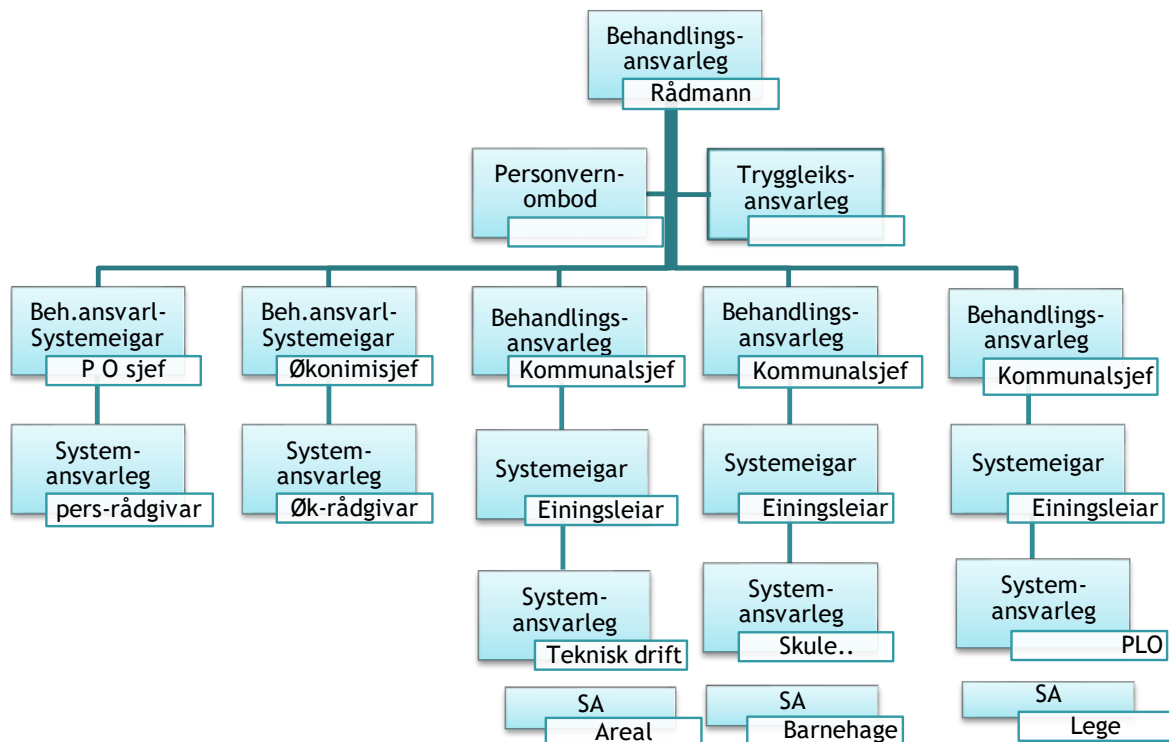 Behandlings-
ansvarleg
Rådmann
Personvern-
ombod
Tryggleiks-
ansvarleg
Beh.ansvarl-
Systemeigar
P O sjef
Beh.ansvarl-
Systemeigar
Økonimisjef
Behandlings-
ansvarleg
Kommunalsjef
Behandlings-
ansvarleg
Kommunalsjef
Behandlings-
ansvarleg
Kommunalsjef
System-
ansvarleg
pers-rådgivar
System-
ansvarleg
Øk-rådgivar
Systemeigar
Einingsleiar
Systemeigar
Einingsleiar
Systemeigar
Einingsleiar
System-
ansvarleg
Teknisk drift
System-
ansvarleg
Skule..
System-
ansvarleg
PLO
SA
Areal
SA
Barnehage
SA
Lege